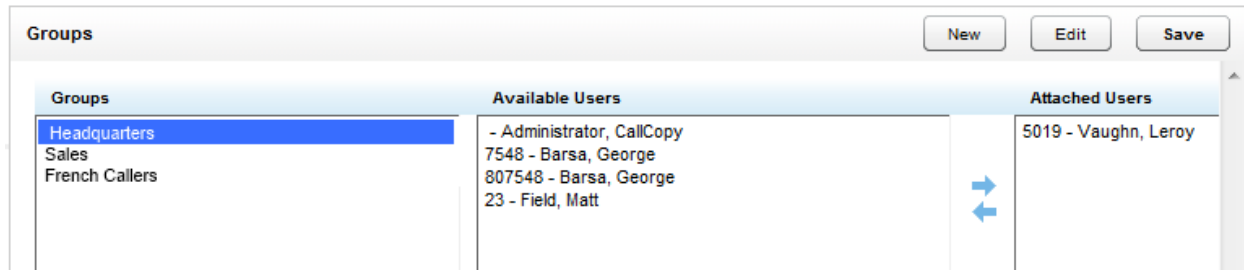 Groups
New
Edit
Save
Groups
Available Users
Attached Users
Headquarters
Sales
French Callers
- Administrator, CallCopy
7548 - Barsa, George
807548 - Barsa, George
23 - Field, Matt
5019 - Vaughn, Leroy